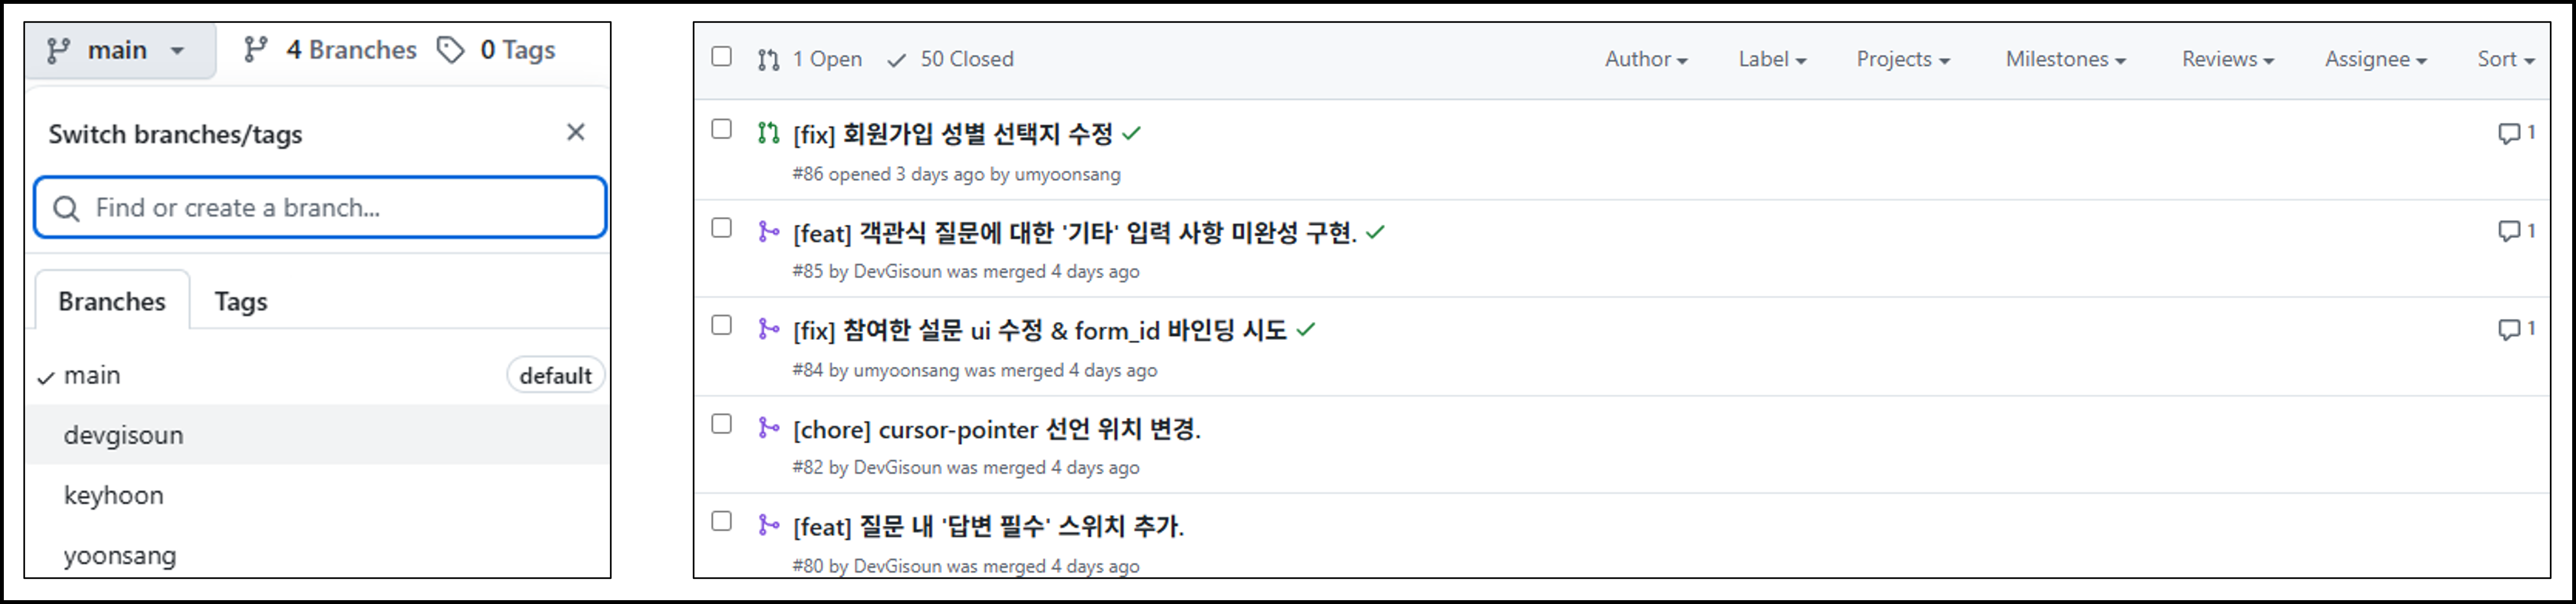 main
4 Branches
0 Tags
Switch branches/tags
Find or create a branch...
Branches
Tags
main
default
devgisoun
keyhoon
yoonsang
1 Open
50 Closed
Author
Label
Projects
Milestones
Reviews
Assignee
Sort
[fix] 회원가입 성별 선택지 수정
1
#86 opened 3 days ago by umyoonsang
[feat] 객관식 질문에 대한 '기타' 입력 사항 미완성 구현.
1
#85 by DevGisoun was merged 4 days ago
[fix] 참여한 설문 ui 수정 & form_id 바인딩 시도
1
#84 by umyoonsang was merged 4 days ago
[chore] cursor-pointer 선언 위치 변경.
#82 by DevGisoun was merged 4 days ago
[feat] 질문 내 '답변 필수' 스위치 추가.
#80 by DevGisoun was merged 4 days ago